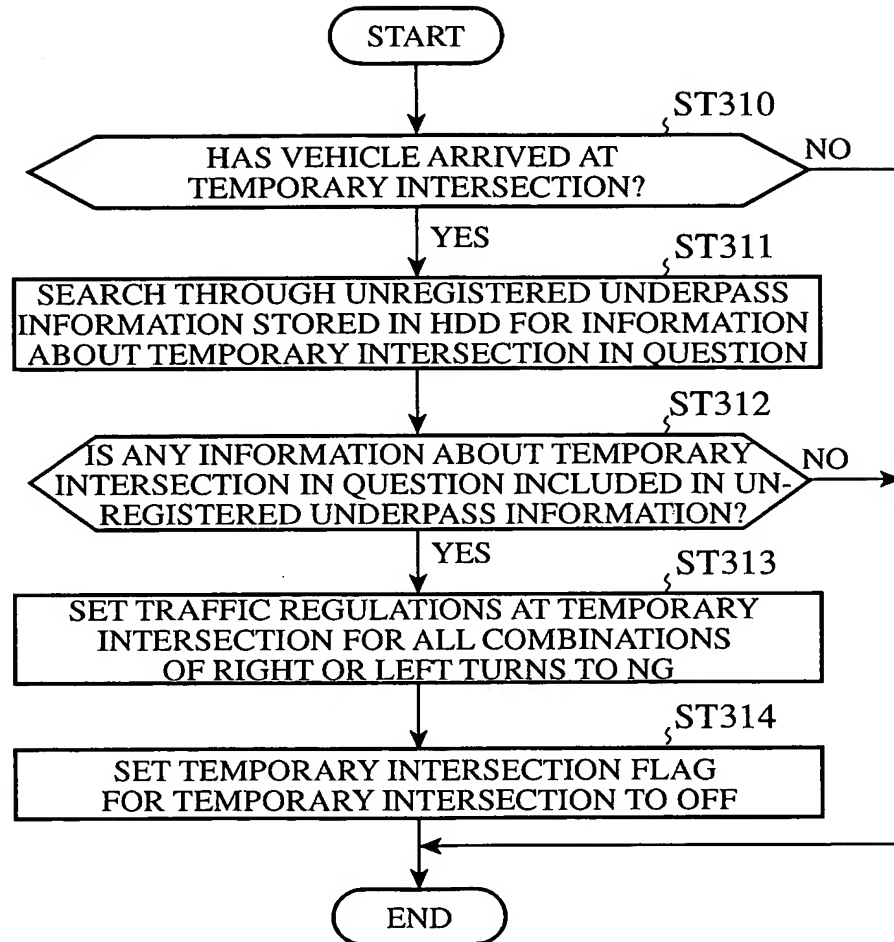 START
ST310
HAS VEHICLE ARRIVED AT
TEMPORARY INTERSECTION?
NO
YES
ST311
SEARCH THROUGH UNREGISTERED UNDERPASS
INFORMATION STORED IN HDD FOR INFORMATION
ABOUT TEMPORARY INTERSECTION IN QUESTION
ST312
IS ANY INFORMATION ABOUT TEMPORARY
INTERSECTION IN QUESTION INCLUDED IN UN-
REGISTERED UNDERPASS INFORMATION?
NO
YES
ST313
SET TRAFFIC REGULATIONS AT TEMPORARY
INTERSECTION FOR ALL COMBINATIONS
OF RIGHT OR LEFT TURNS TO NG
ST314
SET TEMPORARY INTERSECTION FLAG
FOR TEMPORARY INTERSECTION TO OFF
END